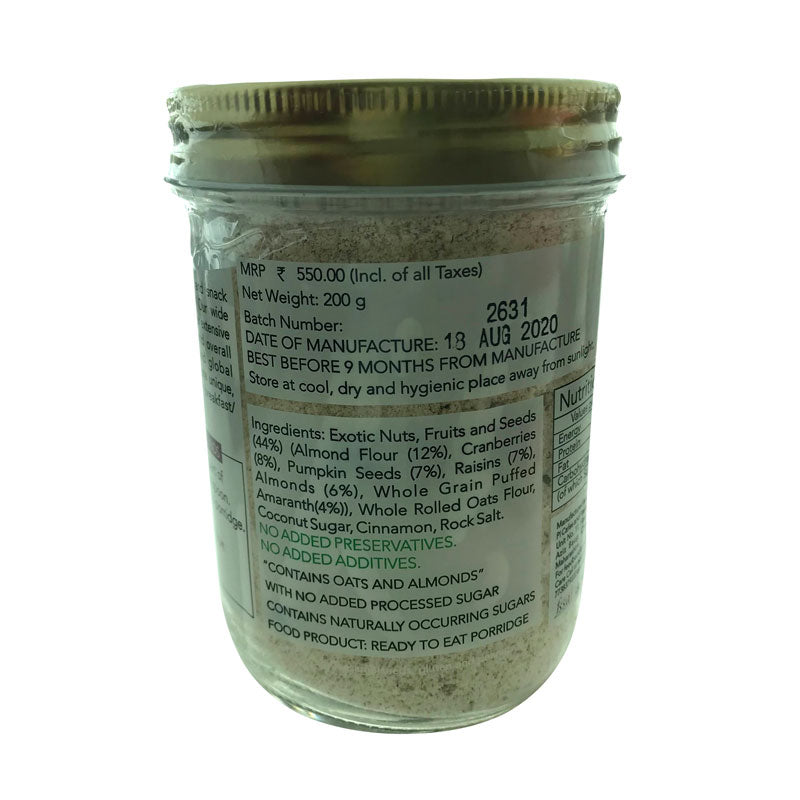 MRP ₹ 550.00 (Incl. of all Taxes)
Net Weight: 200 g
Batch Number: 2631
DATE OF MANUFACTURE: 18 AUG 2020
BEST BEFORE 9 MONTHS FROM MANUFACTURE
Store at cool, dry and hygienic place away from sunlight.
Ingredients: Exotic Nuts, Fruits and Seeds
(44%) (Almond Flour (12%), Cranberries
(8%), Pumpkin Seeds (7%), Raisins (7%),
Almonds (6%), Whole Grain Puffed
Amaranth(4%)), Whole Rolled Oats Flour,
Coconut Sugar, Cinnamon, Rock Salt.
NO ADDED PRESERVATIVES.
NO ADDED ADDITIVES.
"CONTAINS OATS AND ALMONDS"
WITH NO ADDED PROCESSED SUGAR
CONTAINS NATURALLY OCCURRING SUGARS
FOOD PRODUCT: READY TO EAT PORRIDGE
snack
wide
overall
global
unique,
of
Energy
Protein
Fat
(of which